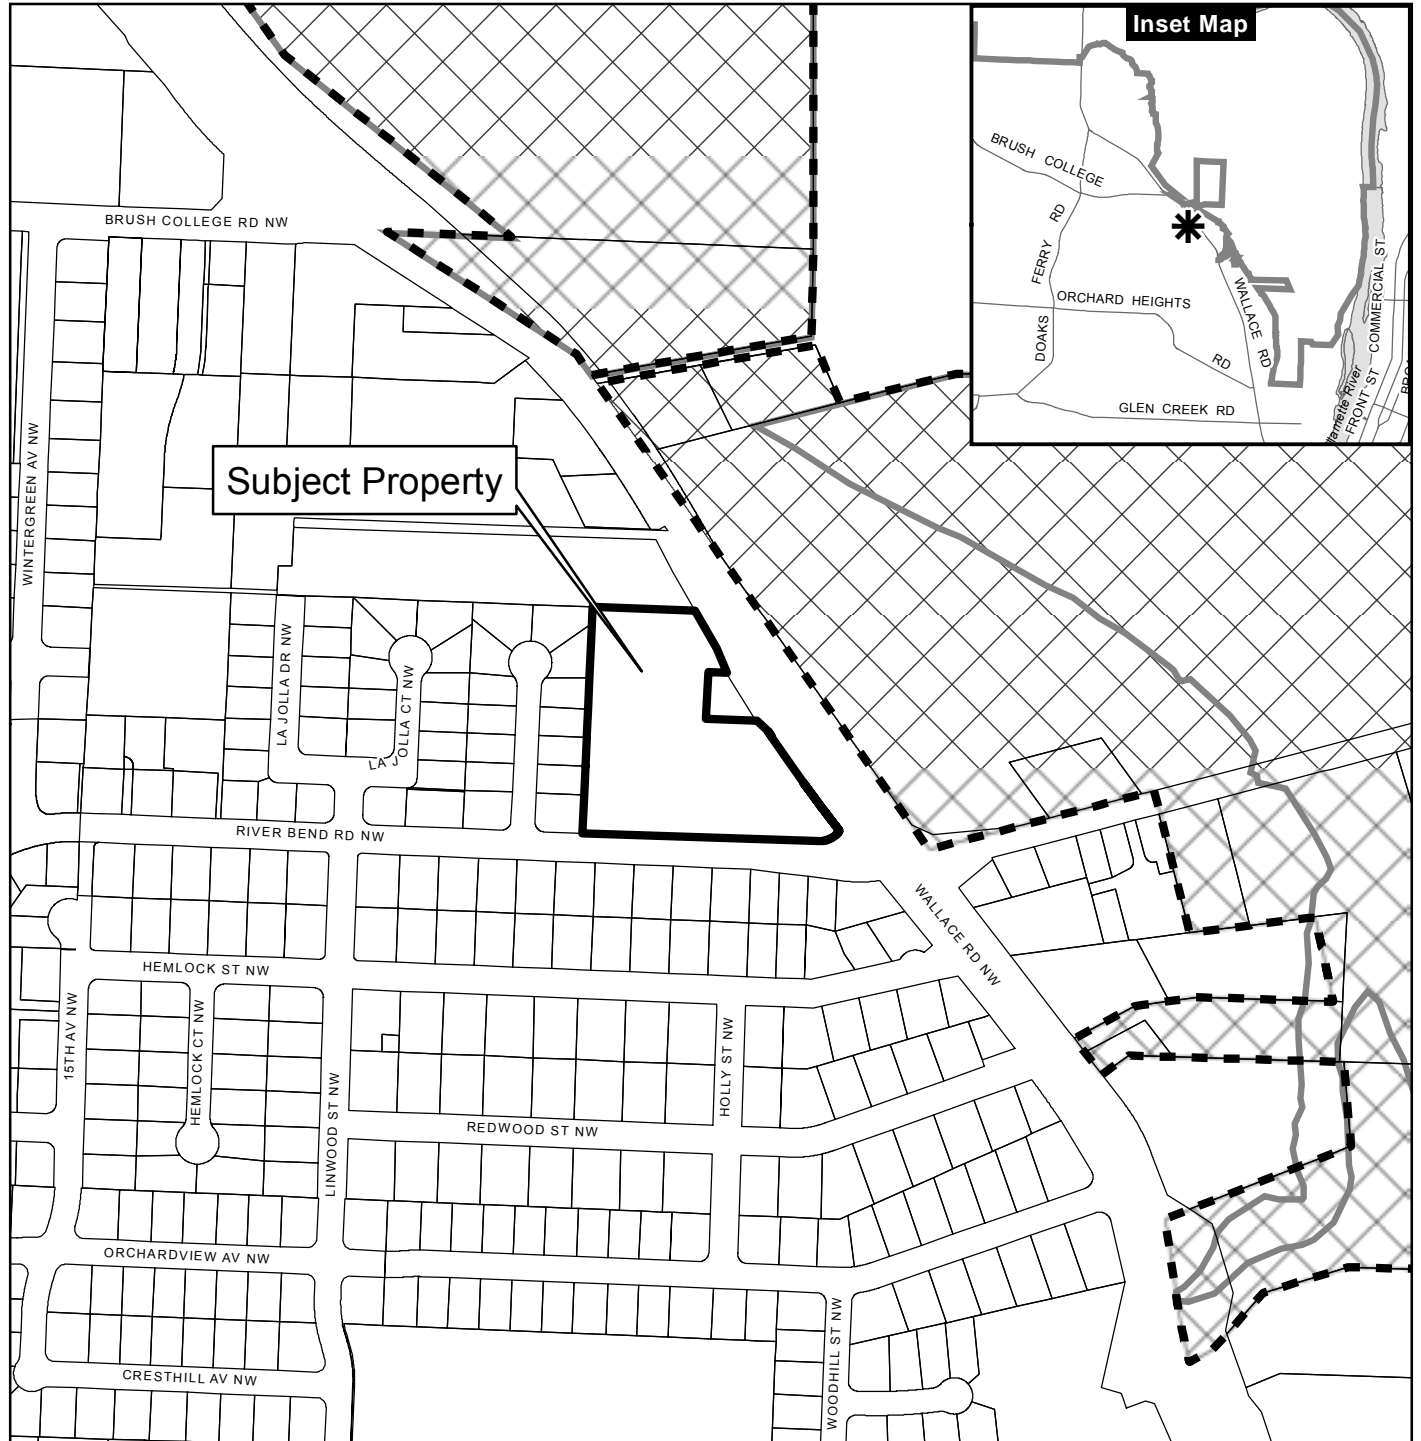 Inset Map
BRUSH COLLEGE
FERRY RD
DOAKS
ORCHARD HEIGHTS
RD
WALLACE RD
GLEN CREEK RD
COMMERCIAL ST
FRONT ST
River
BRUSH COLLEGE RD NW
WINTERGREEN AV NW
Subject Property
LA JOLLA DR NW
LA JOLLA CT NW
RIVER BEND RD NW
WALLACE RD NW
HEMLOCK ST NW
15TH AV NW
HEMLOCK CT NW
LINWOOD ST NW
HOLLY ST NW
REDWOOD ST NW
ORCHARDVIEW AV NW
WOODHILL ST NW
CRESTHILL AV NW